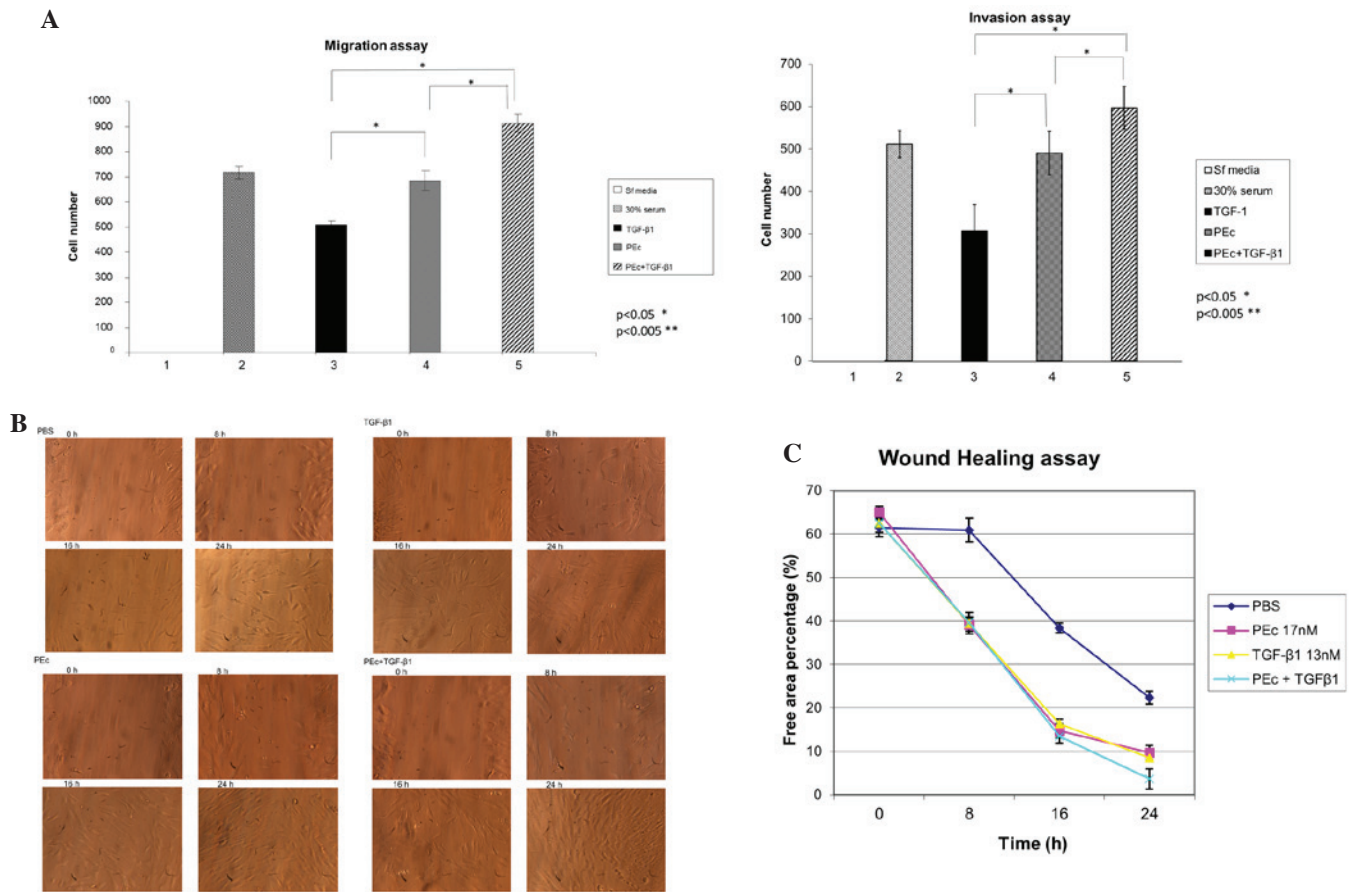 A
Migration assay
*
*
*
1000
900
800
700
600
500
400
300
200
100
0
Cell number
1 2 3 4 5
Sf media
30% serum
TGF-β1
PEc
PEc+TGF-β1
p<0.05 *
p<0.005 **
Invasion assay
*
*
*
700
600
500
400
300
200
100
0
Cell number
1 2 3 4 5
Sf media
30% serum
TGF-1
PEc
PEc+TGF-β1
p<0.05 *
p<0.005 **
B
PBS
0 h 8 h
16 h 24 h
TGF-β1
0 h 8 h
16 h 24 h
PEc
0 h 8 h
16 h 24 h
PEc+TGF-β1
0 h 8 h
16 h 24 h
C
Wound Healing assay
70
60
50
40
30
20
10
0
Free area percentage (%)
0 8 16 24
Time (h)
PBS
PEc 17nM
TGF-β1 13nM
PEc + TGFβ1